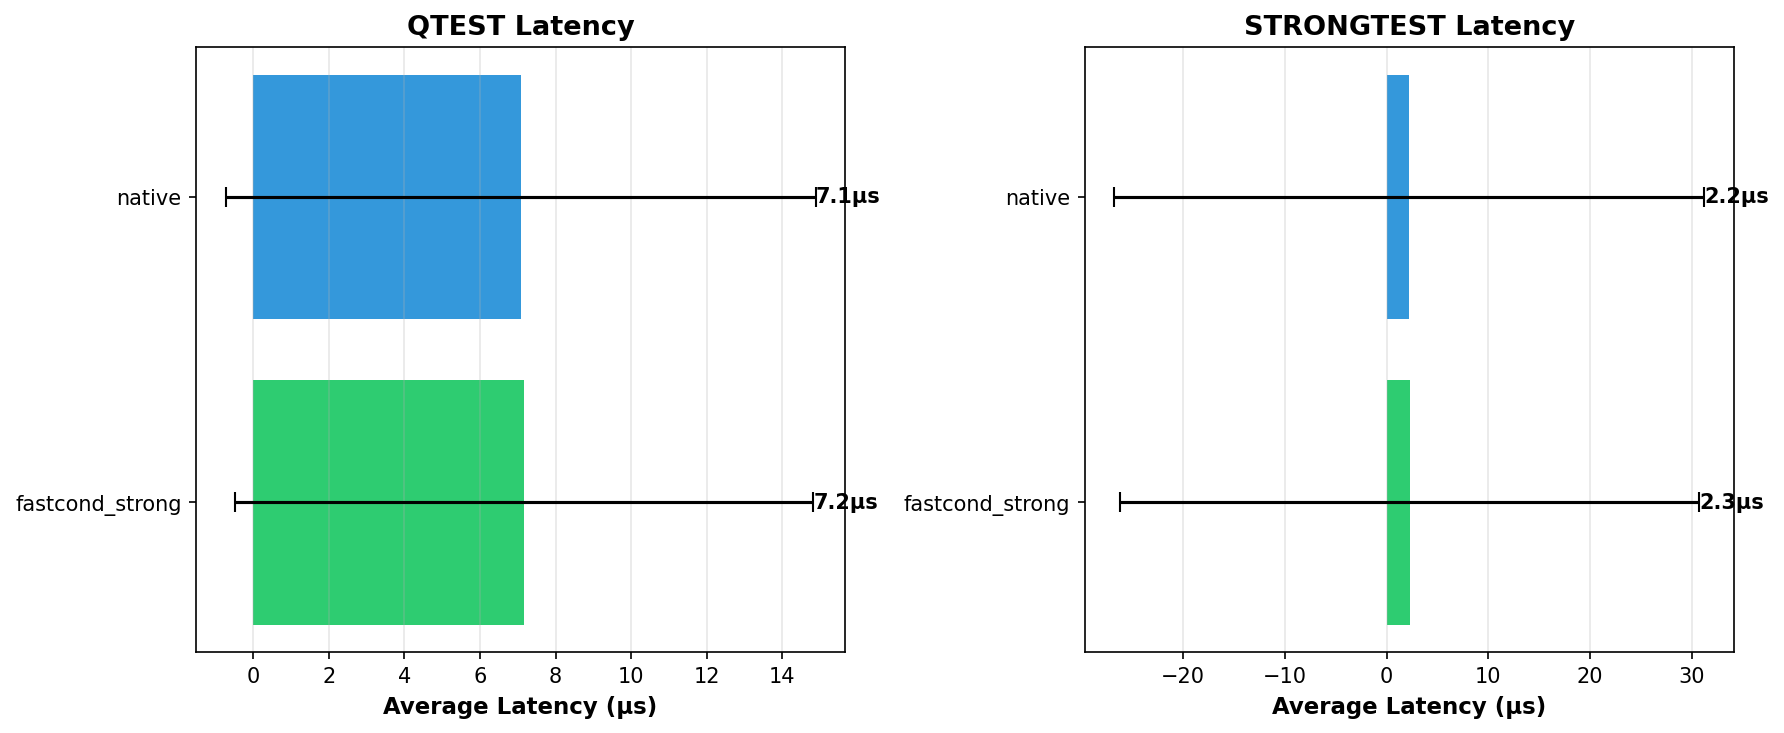 QTEST Latency
native
7.1µs
fastcond_strong
7.2µs
0 2 4 6 8 10 12 14
Average Latency (µs)
STRONGTEST Latency
native
2.2µs
fastcond_strong
2.3µs
−20 −10 0 10 20 30
Average Latency (µs)